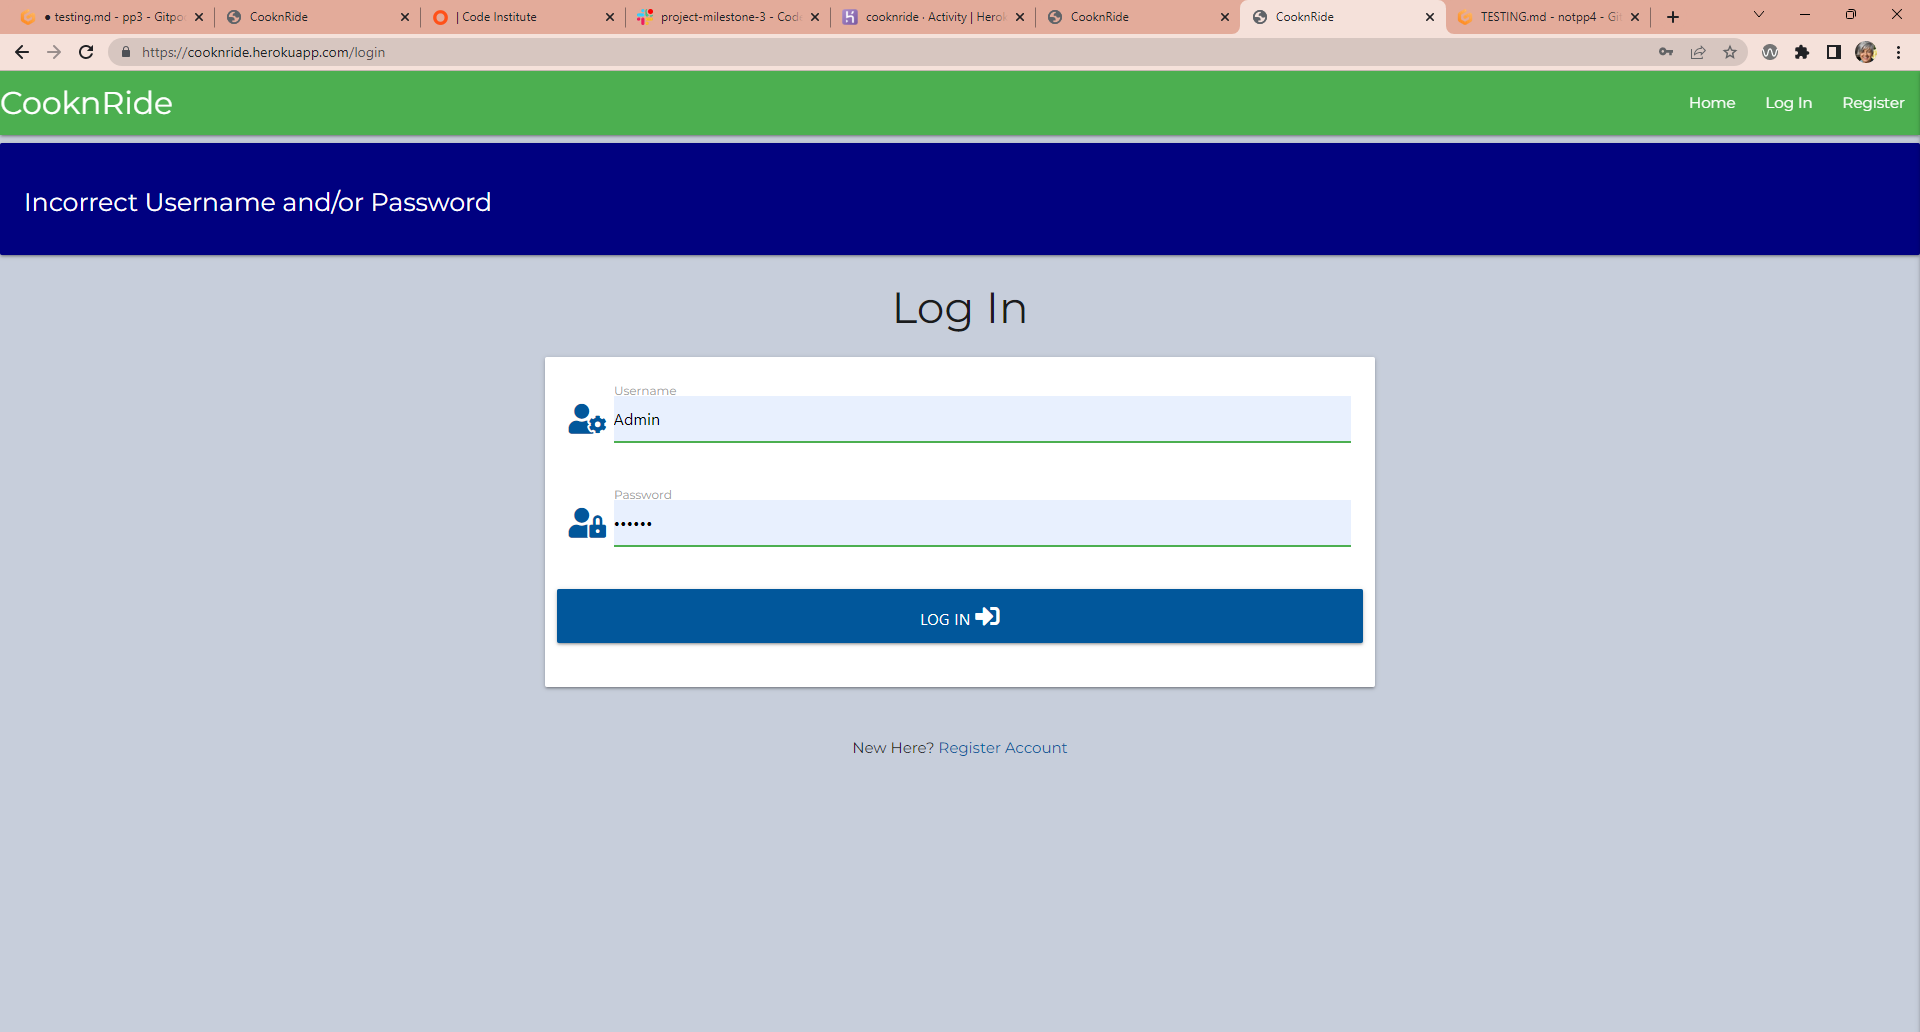 • testing.md - pp3 - Gitpo
CooknRide
| Code Institute
project-milestone-3 - Cod
cooknride · Activity | Herok
CooknRide
CooknRide
TESTING.md - notpp4 - Gi
https://cooknride.herokuapp.com/login
CooknRide
Home
Log In
Register
Incorrect Username and/or Password
Log In
Username
Admin
Password
••••••
LOG IN
New Here? Register Account